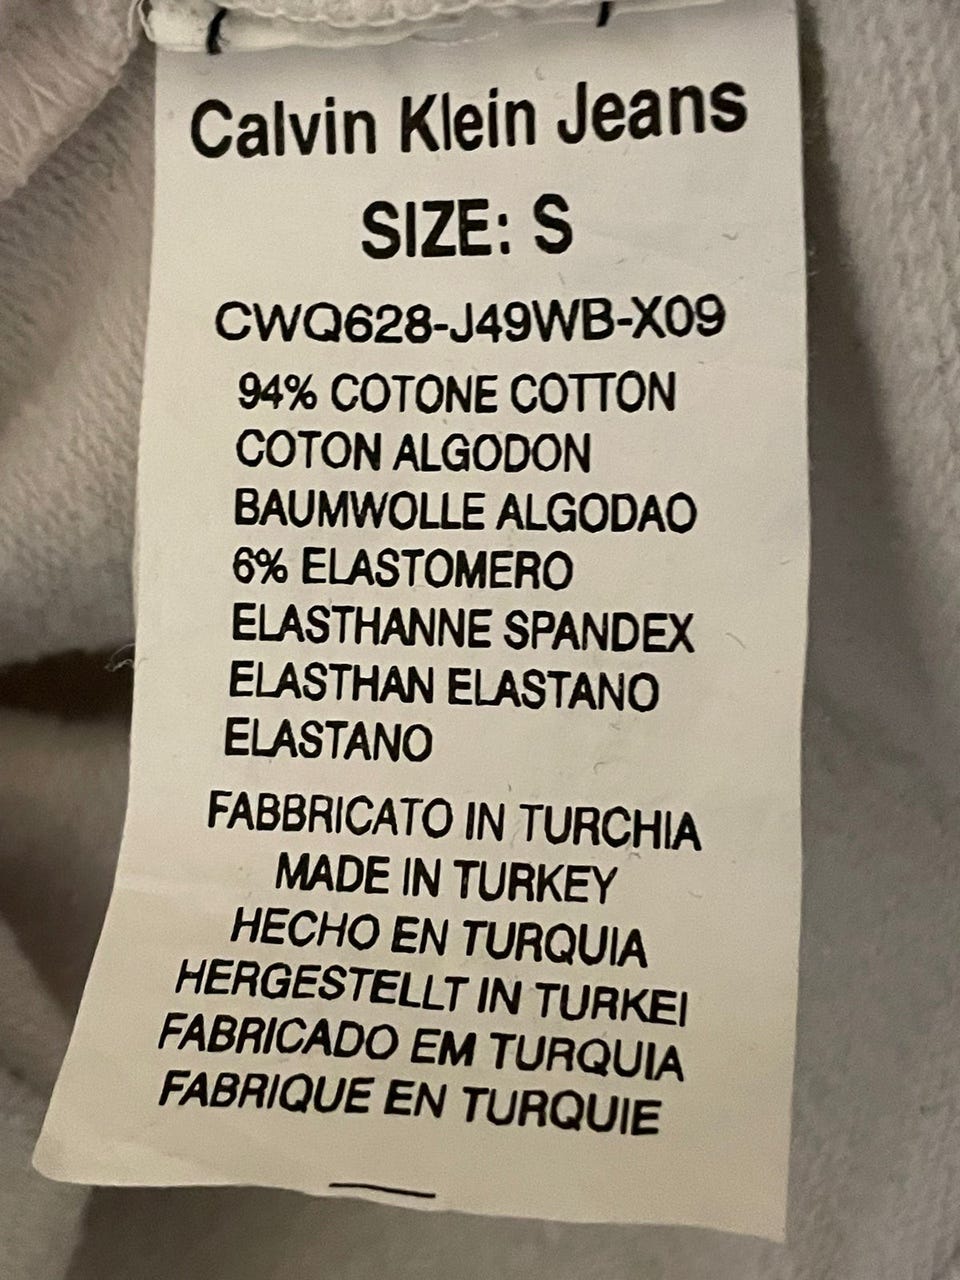 Calvin Klein Jeans
SIZE: S
CWQ628-J49WB-X09
94% COTONE COTTON
COTON ALGODON
BAUMWOLLE ALGODAO
6% ELASTOMERO
ELASTHANNE SPANDEX
ELASTHAN ELASTANO
ELASTANO
FABBRICATO IN TURCHIA
MADE IN TURKEY
HECHO EN TURQUIA
HERGESTELLT IN TURKEI
FABRICADO EM TURQUIA
FABRIQUE EN TURQUIE